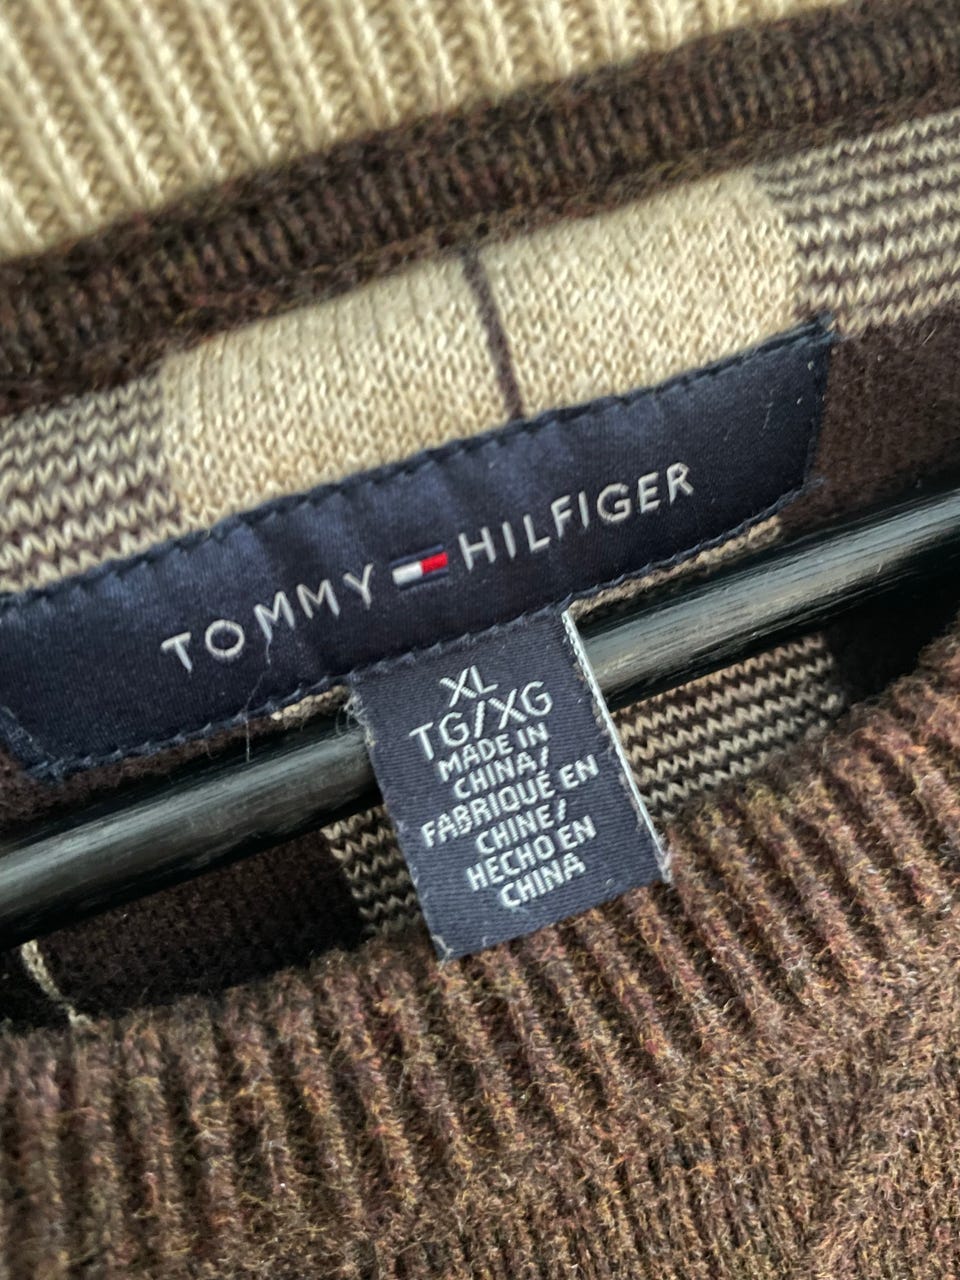 TOMMY HILFIGER
XL
TG/XG
MADE IN
CHINA/
FABRIQUÉ EN
CHINE/
HECHO EN
CHINA